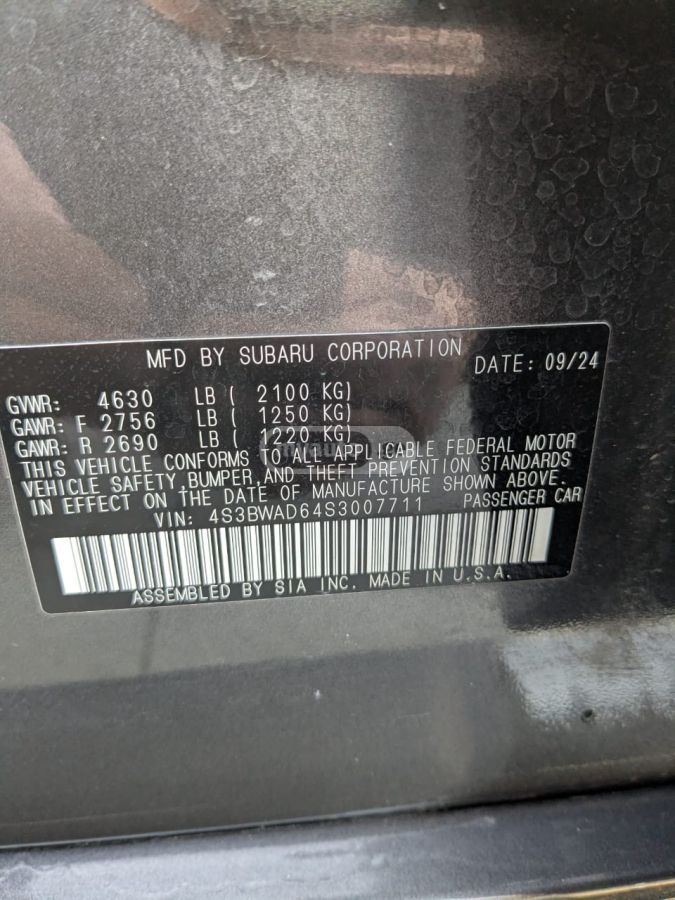 MFD BY SUBARU CORPORATION DATE: 09/24
GVWR: 4630 LB ( 2100 KG)
GAWR: F 2756 LB ( 1250 KG)
GAWR: R 2690 LB ( 1220 KG)
THIS VEHICLE CONFORMS TO ALL APPLICABLE FEDERAL MOTOR
VEHICLE SAFETY, BUMPER, AND THEFT PREVENTION STANDARDS
IN EFFECT ON THE DATE OF MANUFACTURE SHOWN ABOVE.
VIN: 4S3BWAD64S3007711 PASSENGER CAR
ASSEMBLED BY SIA INC. MADE IN U.S.A.